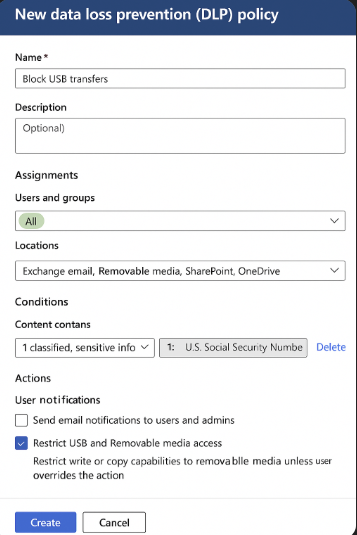 New data loss prevention (DLP) policy
Name*
Block USB transfers
Description
Optional)
Assignments
Users and groups
All
Locations
Exchange email, Removable media, SharePoint, OneDrive
Conditions
Content contans
1 classified, sensitive info 1: U.S. Social Security Numbe Delete
Actions
User notifications
Send email notifications to users and admins
Restrict USB and Removable media access
Restrict write or copy capabilities to remova blle media unless user
overrides the action
Create Cancel